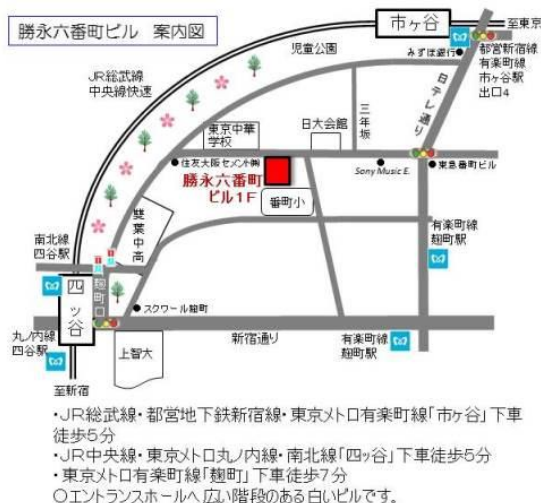 勝永六番町ビル 案内図
市ヶ谷
至東京
児童公園
みずほ銀行
都営新宿線
有楽町線
市ヶ谷駅
出口4
JR総武線
中央線快速
日テレ通り
三年坂
東京中華
学校
日大会館
住友大阪セメント㈱
Sony Music E.
東急番町ビル
勝永六番町
ビル1F
番町小
雙葉中高
有楽町線
麹町駅
南北線
四谷駅
麹町口
四ッ谷
スクワール麹町
丸ノ内線
四谷駅
新宿通り
有楽町線
麹町駅
上智大
至新宿
・JR総武線・都営地下鉄新宿線・東京メトロ有楽町線「市ヶ谷」下車
徒歩5分
・JR中央線・東京メトロ丸ノ内線・南北線「四ッ谷」下車徒歩5分
・東京メトロ有楽町線「麹町」下車徒歩7分
○エントランスホールへ広い階段のある白いビルです。